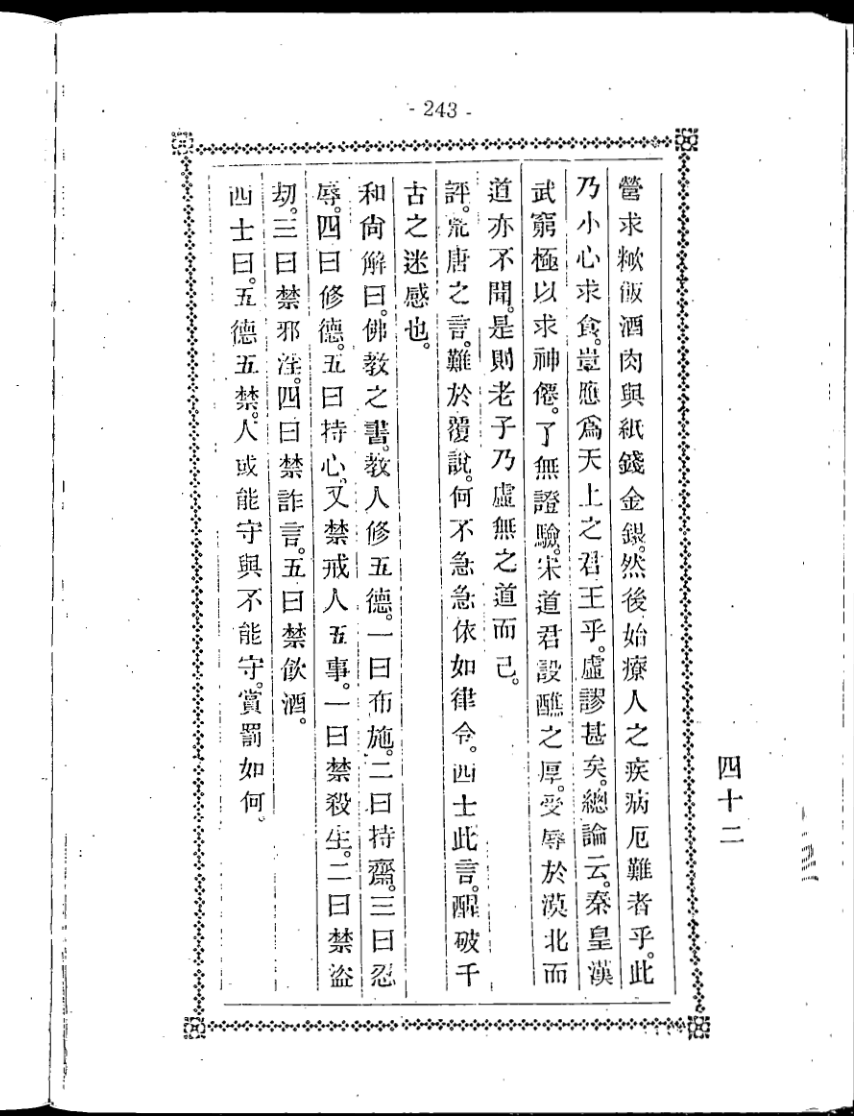 - 243 -
四十二
營求粰飯酒肉與紙錢金銀。然後始療人之疾病厄難者乎。此
乃小心求食。豈應爲天上之君王乎。虛謬甚矣。總論云。秦皇漢
武窮極以求神僊。了無證驗。宋道君設醮之厚。受辱於漠北而
道亦不聞。是則老子乃虛無之道而己。
評。荒唐之言。難於覆說。何不急急依如律令。西士此言。醒破千
古之迷感也。
和尙解曰。佛教之書。教人修五德。一曰布施。二曰持齋。三曰忍
辱。四曰修德。五曰持心。又禁戒人五事。一曰禁殺生。二曰禁盜
刧。三曰禁邪淫。四曰禁詐言。五曰禁飲酒。
西士曰。五德五禁。人或能守與不能守。賞罰如何。